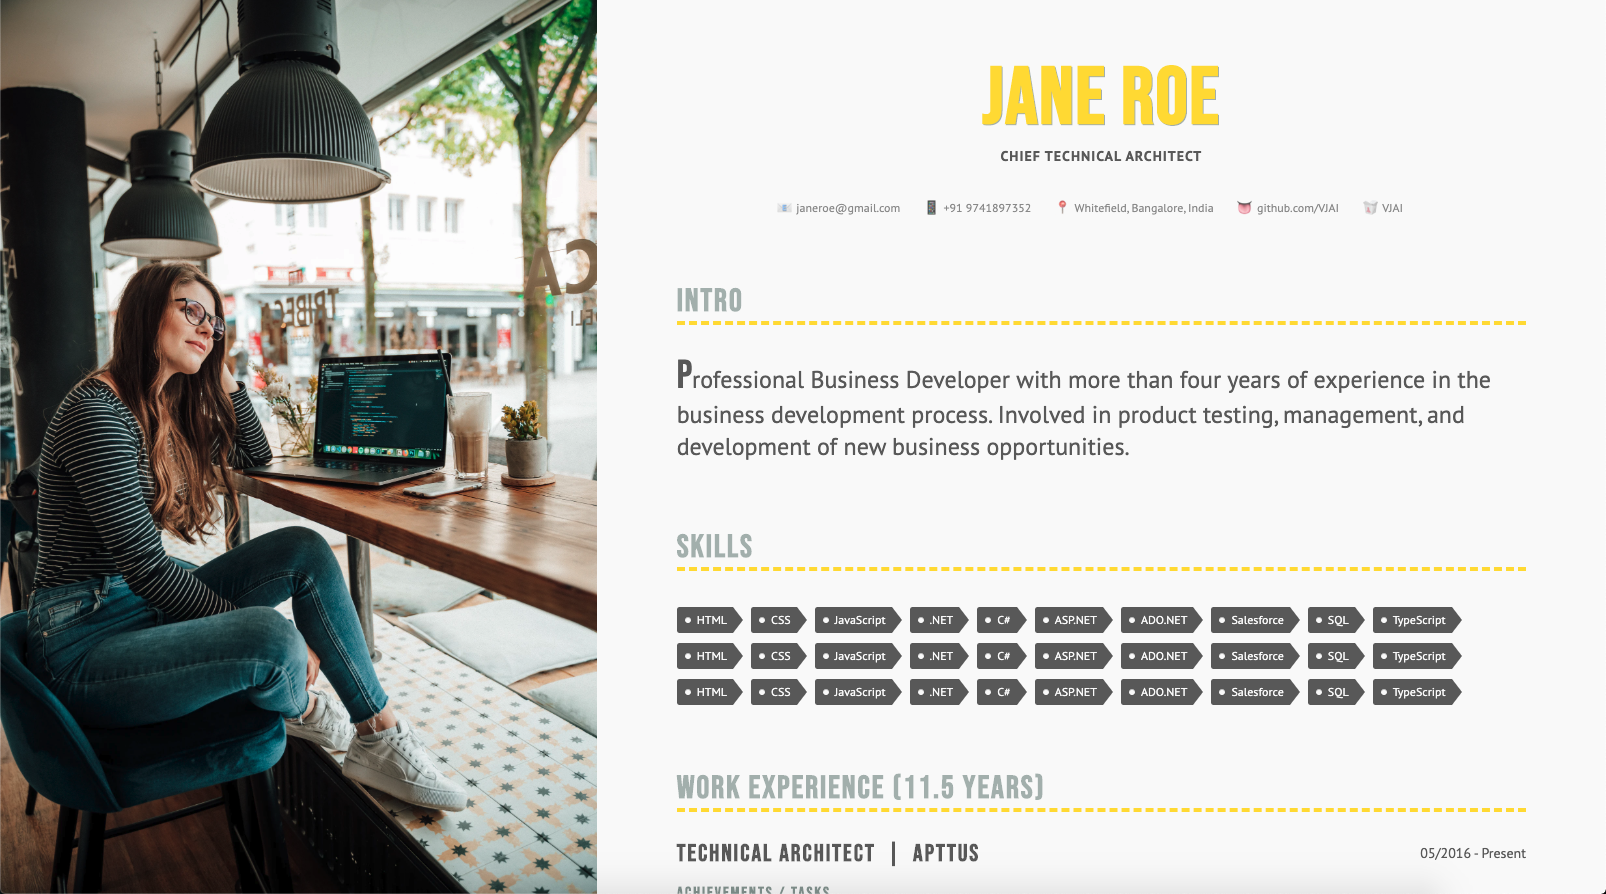 JANE ROE
CHIEF TECHNICAL ARCHITECT
janeroe@gmail.com +91 9741897352 Whitefield, Bangalore, India github.com/VJAI VJAI
CA
TRIBECA
INTRO
Professional Business Developer with more than four years of experience in the
business development process. Involved in product testing, management, and
development of new business opportunities.
SKILLS
HTML CSS JavaScript .NET C# ASP.NET ADO.NET Salesforce SQL TypeScript
HTML CSS JavaScript .NET C# ASP.NET ADO.NET Salesforce SQL TypeScript
HTML CSS JavaScript .NET C# ASP.NET ADO.NET Salesforce SQL TypeScript
WORK EXPERIENCE (11.5 YEARS)
TECHNICAL ARCHITECT | APTTUS 05/2016 - Present
ACHIEVEMENTS / TASKS